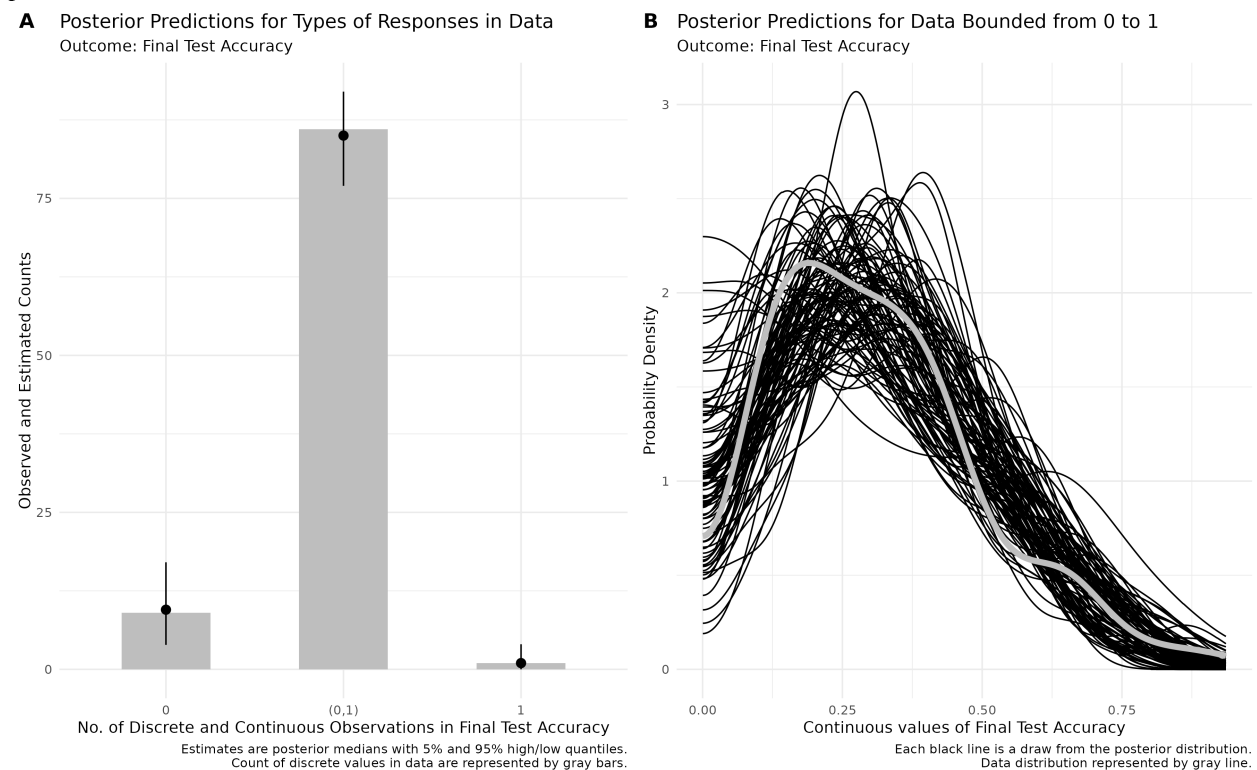 A Posterior Predictions for Types of Responses in Data
Outcome: Final Test Accuracy
Observed and Estimated Counts
75
50
25
0
0 (0,1) 1
No. of Discrete and Continuous Observations in Final Test Accuracy
Estimates are posterior medians with 5% and 95% high/low quantiles.
Count of discrete values in data are represented by gray bars.
B Posterior Predictions for Data Bounded from 0 to 1
Outcome: Final Test Accuracy
Probability Density
3
2
1
0
0.00 0.25 0.50 0.75
Continuous values of Final Test Accuracy
Each black line is a draw from the posterior distribution.
Data distribution represented by gray line.